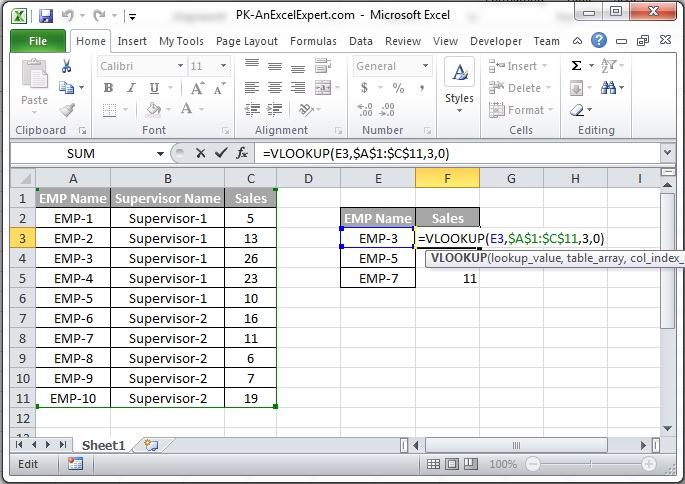 PK-AnExcelExpert.com - Microsoft Excel
File Home Insert My Tools Page Layout Formulas Data Review View Developer Team
Paste
Calibri 11
B I U A A
A
General
$ % ,
.00 .0
A
Styles
Insert
Delete
Format
Σ
Clipboard Font Alignment Number Cells Editing
SUM fx =VLOOKUP(E3,$A$1:$C$11,3,0)
A B C D E F G H I
1 EMP Name Supervisor Name Sales
2 EMP-1 Supervisor-1 5 EMP Name Sales
3 EMP-2 Supervisor-1 13 EMP-3 =VLOOKUP(E3,$A$1:$C$11,3,0)
4 EMP-3 Supervisor-1 26 EMP-5 VLOOKUP(lookup_value, table_array, col_index_
5 EMP-4 Supervisor-1 23 EMP-7 11
6 EMP-5 Supervisor-1 10
7 EMP-6 Supervisor-2 16
8 EMP-7 Supervisor-2 11
9 EMP-8 Supervisor-2 6
10 EMP-9 Supervisor-2 7
11 EMP-10 Supervisor-2 19
12
Sheet1
Edit 100%